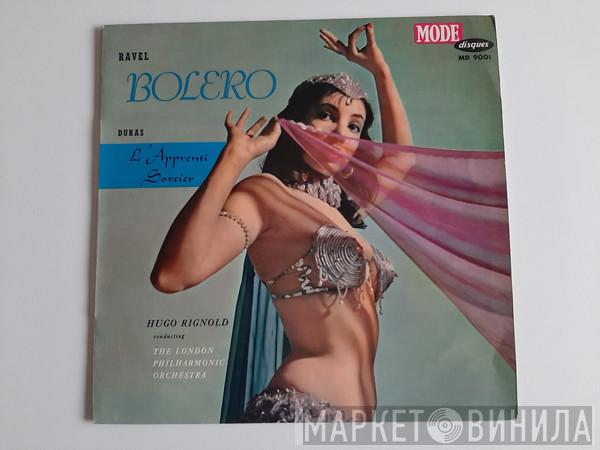 RAVEL
BOLERO
DUKAS
L'Apprenti
Sorcier
MODE
disques
MD 9001
HUGO RIGNOLD
conducting
THE LONDON
PHILHARMONIC
ORCHESTRA
МАРКЕТ ВИНИЛА